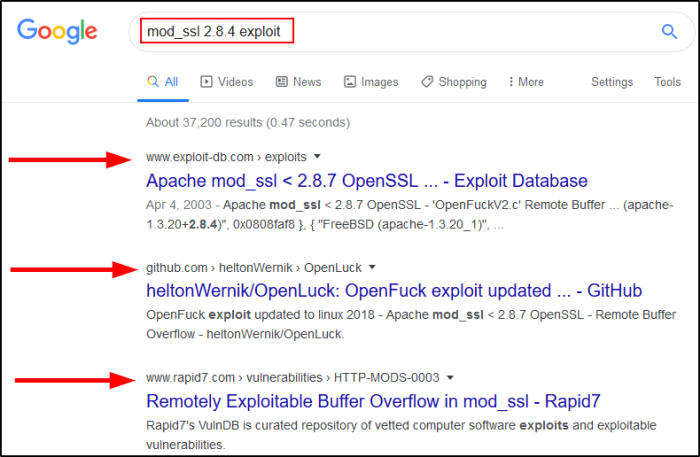 Google
mod_ssl 2.8.4 exploit
All Videos News Images Shopping More Settings Tools
About 37,200 results (0.47 seconds)
www.exploit-db.com › exploits
Apache mod_ssl < 2.8.7 OpenSSL ... - Exploit Database
Apr 4, 2003 - Apache mod_ssl < 2.8.7 OpenSSL - 'OpenFuckV2.c' Remote Buffer ... (apache-
1.3.20+2.8.4)", 0x0808faf8 }, { "FreeBSD (apache-1.3.20_1)", ...
github.com › heltonWernik › OpenLuck
heltonWernik/OpenLuck: OpenFuck exploit updated ... - GitHub
OpenFuck exploit updated to linux 2018 - Apache mod_ssl < 2.8.7 OpenSSL - Remote Buffer
Overflow - heltonWernik/OpenLuck.
www.rapid7.com › vulnerabilities › HTTP-MODS-0003
Remotely Exploitable Buffer Overflow in mod_ssl - Rapid7
Rapid7's VulnDB is curated repository of vetted computer software exploits and exploitable
vulnerabilities.